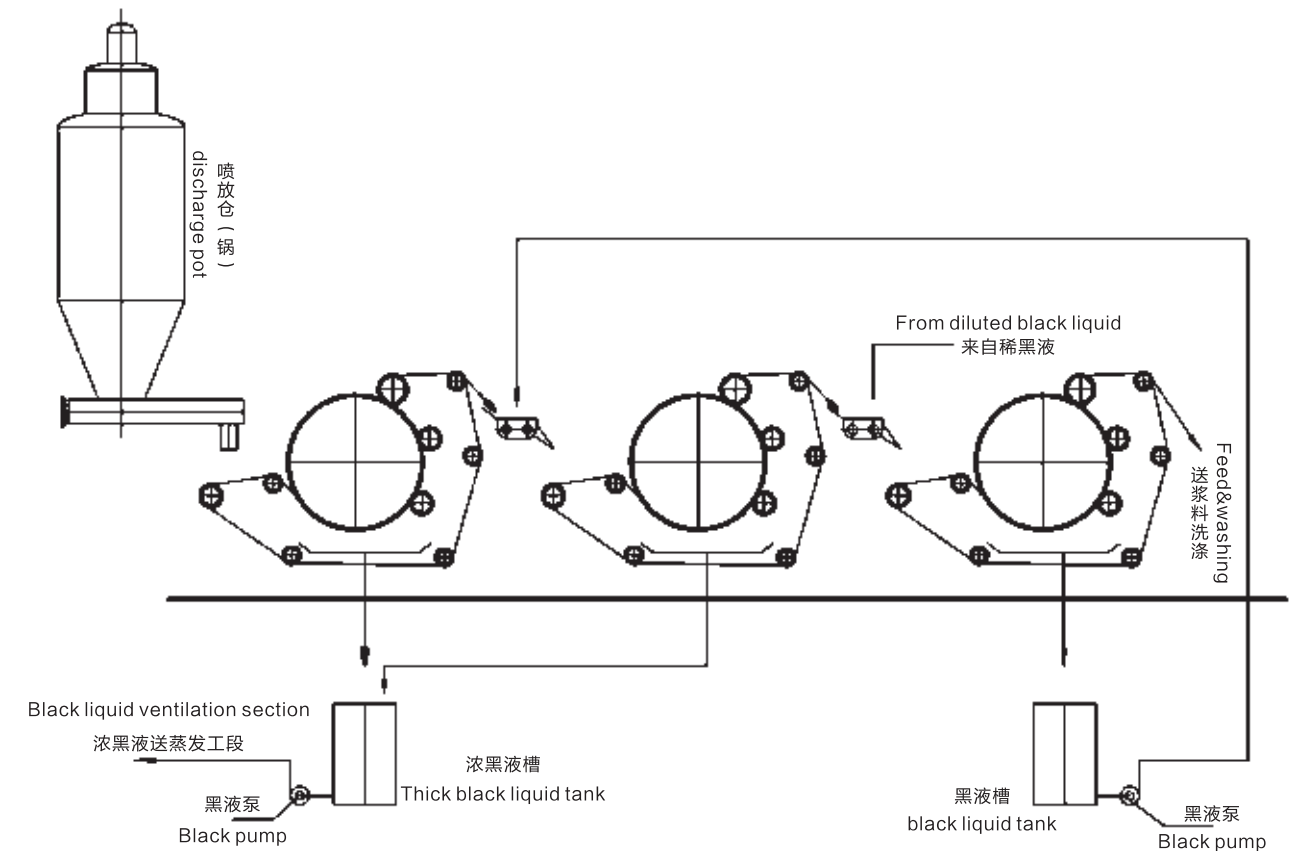 喷放仓（锅）
discharge pot
From diluted black liquid
来自稀黑液
Feed&washing
送浆料洗涤
Black liquid ventilation section
浓黑液送蒸发工段
黑液泵
Black pump
浓黑液槽
Thick black liquid tank
黑液槽
black liquid tank
黑液泵
Black pump